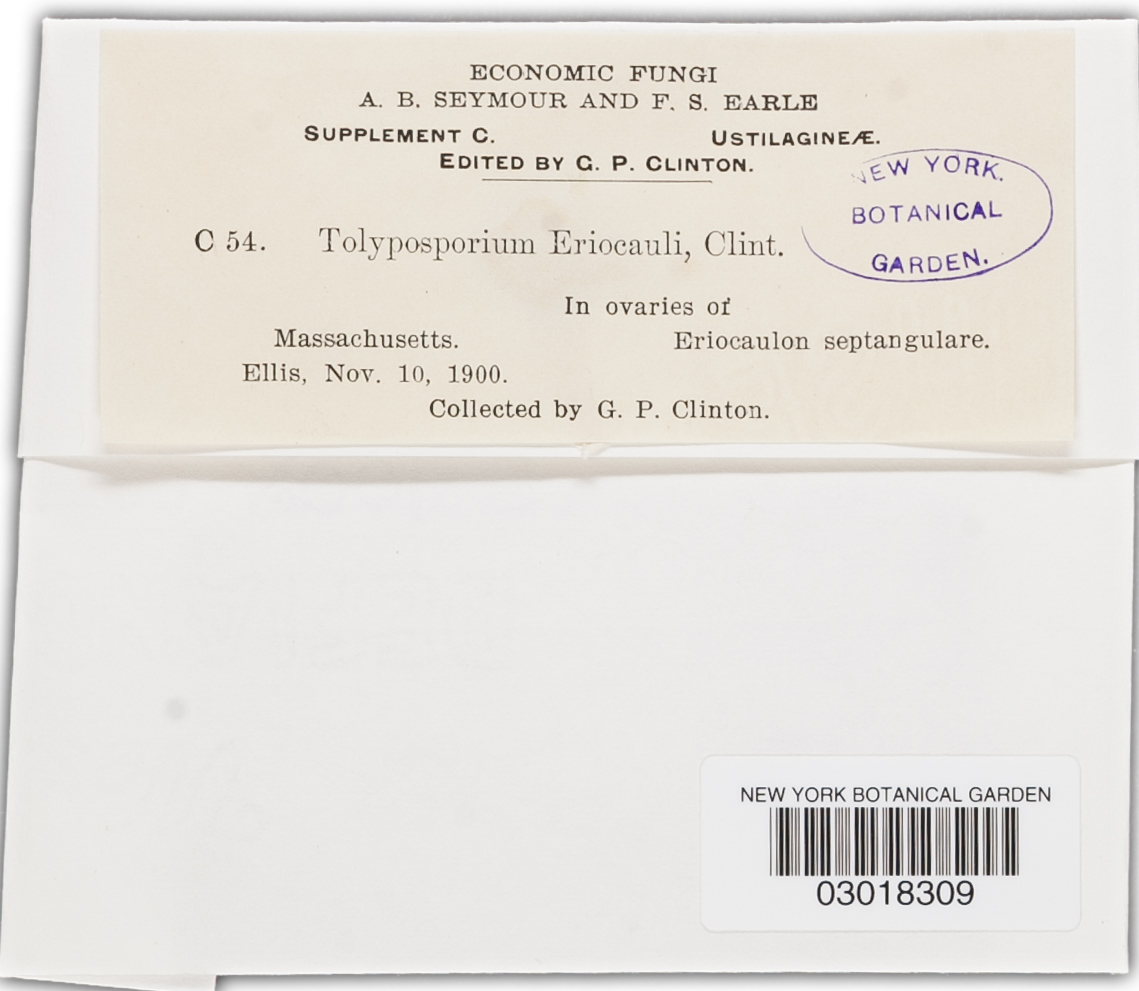 ECONOMIC FUNGI
A. B. SEYMOUR AND F. S. EARLE
SUPPLEMENT C. USTILAGINEÆ.
EDITED BY G. P. CLINTON.
NEW YORK.
BOTANICAL
GARDEN.
C 54. Tolyposporium Eriocauli, Clint.
In ovaries of
Massachusetts. Eriocaulon septangulare.
Ellis, Nov. 10, 1900.
Collected by G. P. Clinton.
NEW YORK BOTANICAL GARDEN
03018309